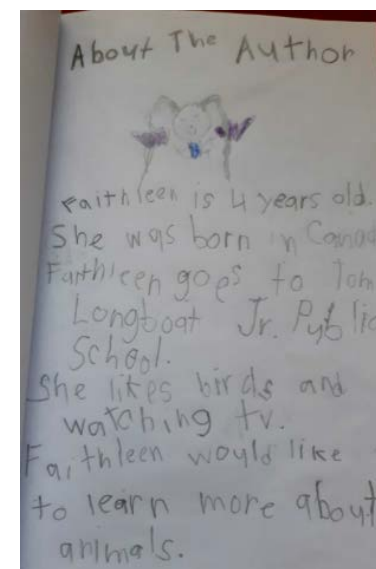 About The Author
Faithleen is 4 years old.
She was born in Canad
Faithleen goes to Tom
Longboat Jr. Public
School.
She likes birds and
watching tv.
Faithleen would like
to learn more about
animals.